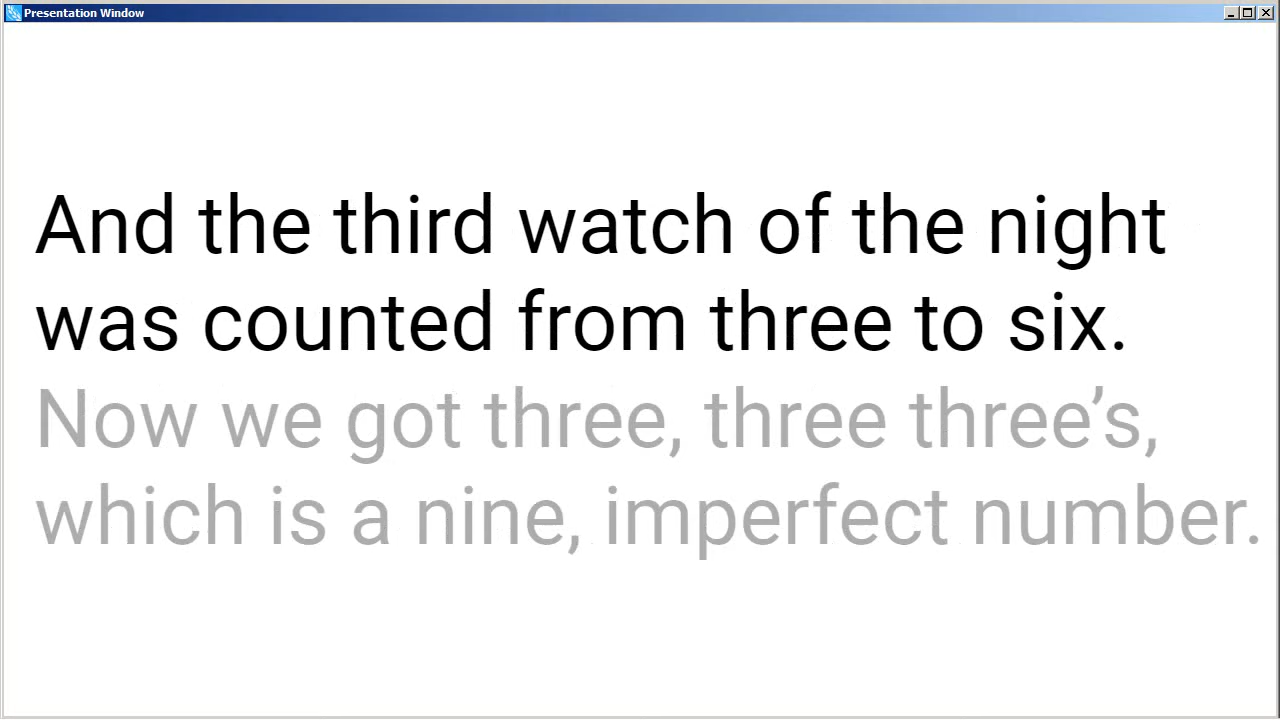 Presentation Window
And the third watch of the night
was counted from three to six.
Now we got three, three three’s,
which is a nine, imperfect number.